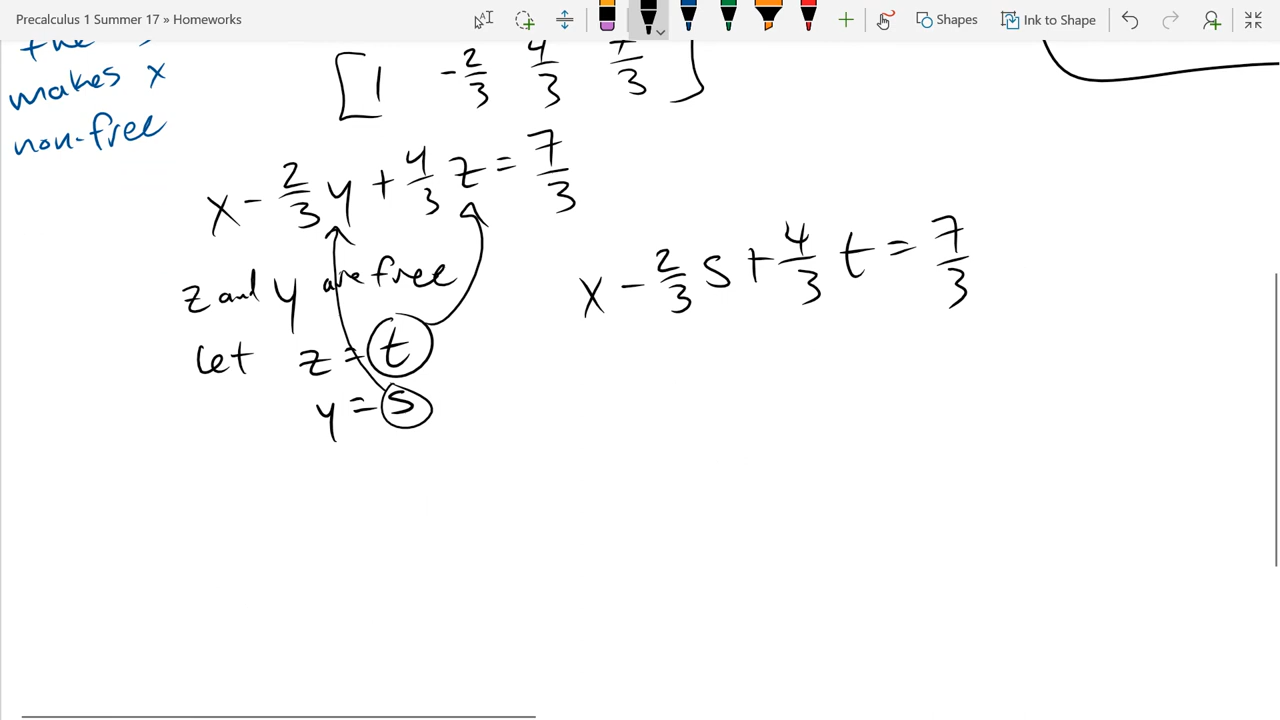 Precalculus 1 Summer 17 » Homeworks
Shapes
Ink to Shape
the
makes x
non-free
[1 -2/3 4/3 7/3]
x - 2/3 y + 4/3 z = 7/3
z and y are free
let z = t
y = s
x - 2/3 s + 4/3 t = 7/3